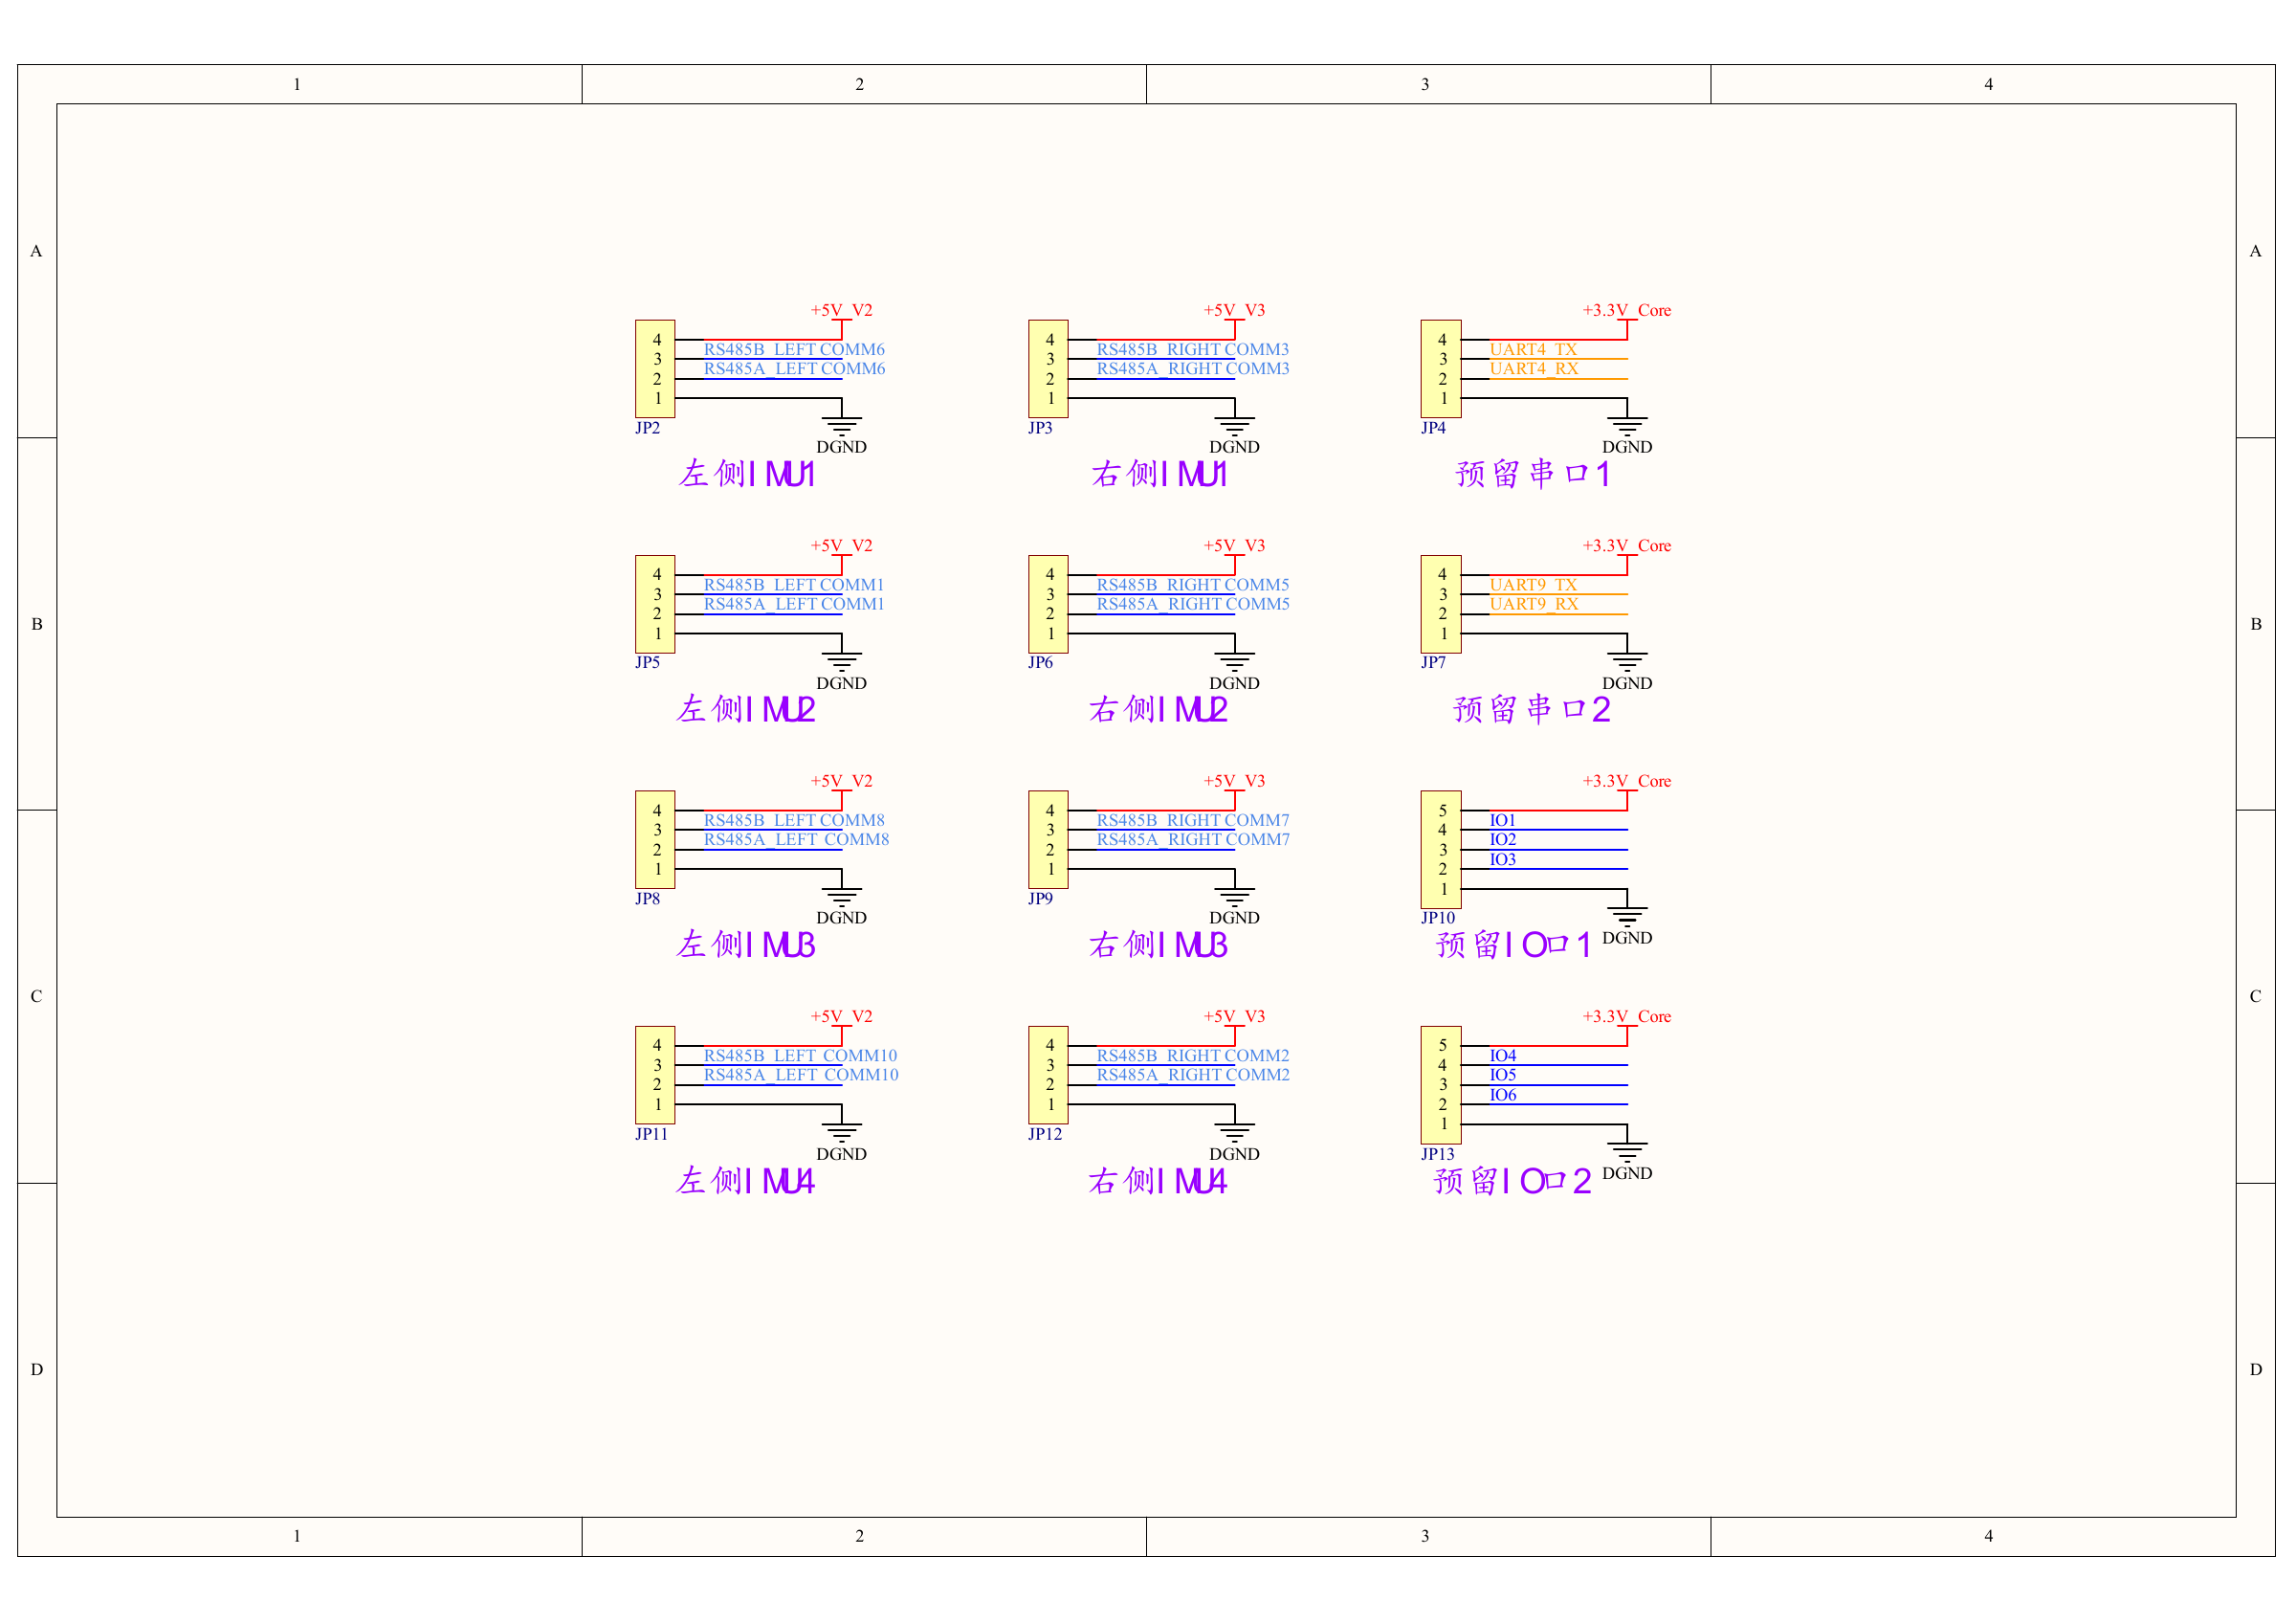 1 2 3 4
A A
+5V_V2 +5V_V3 +3.3V_Core
4 RS485B_LEFT COMM6 4 RS485B_RIGHT COMM3 4 UART4_TX
3 RS485A_LEFT COMM6 3 RS485A_RIGHT COMM3 3 UART4_RX
2 2 2
1 1 1
JP2 DGND JP3 DGND JP4 DGND
左侧IMU1 右侧IMU1 预留串口1
+5V_V2 +5V_V3 +3.3V_Core
4 RS485B_LEFT COMM1 4 RS485B_RIGHT COMM5 4 UART9_TX
3 RS485A_LEFT COMM1 3 RS485A_RIGHT COMM5 3 UART9_RX
B 2 2 2 B
1 1 1
JP5 DGND JP6 DGND JP7 DGND
左侧IMU2 右侧IMU2 预留串口2
+5V_V2 +5V_V3 +3.3V_Core
4 RS485B_LEFT COMM8 4 RS485B_RIGHT COMM7 5 IO1
3 RS485A_LEFT COMM8 3 RS485A_RIGHT COMM7 4 IO2
2 2 3 IO3
1 1 2
1
JP8 DGND JP9 DGND JP10 DGND
左侧IMU3 右侧IMU3 预留IO口1
C C
+5V_V2 +5V_V3 +3.3V_Core
4 RS485B_LEFT COMM10 4 RS485B_RIGHT COMM2 5 IO4
3 RS485A_LEFT COMM10 3 RS485A_RIGHT COMM2 4 IO5
2 2 3 IO6
1 1 2
1
JP11 DGND JP12 DGND JP13 DGND
左侧IMU4 右侧IMU4 预留IO口2
D D
1 2 3 4